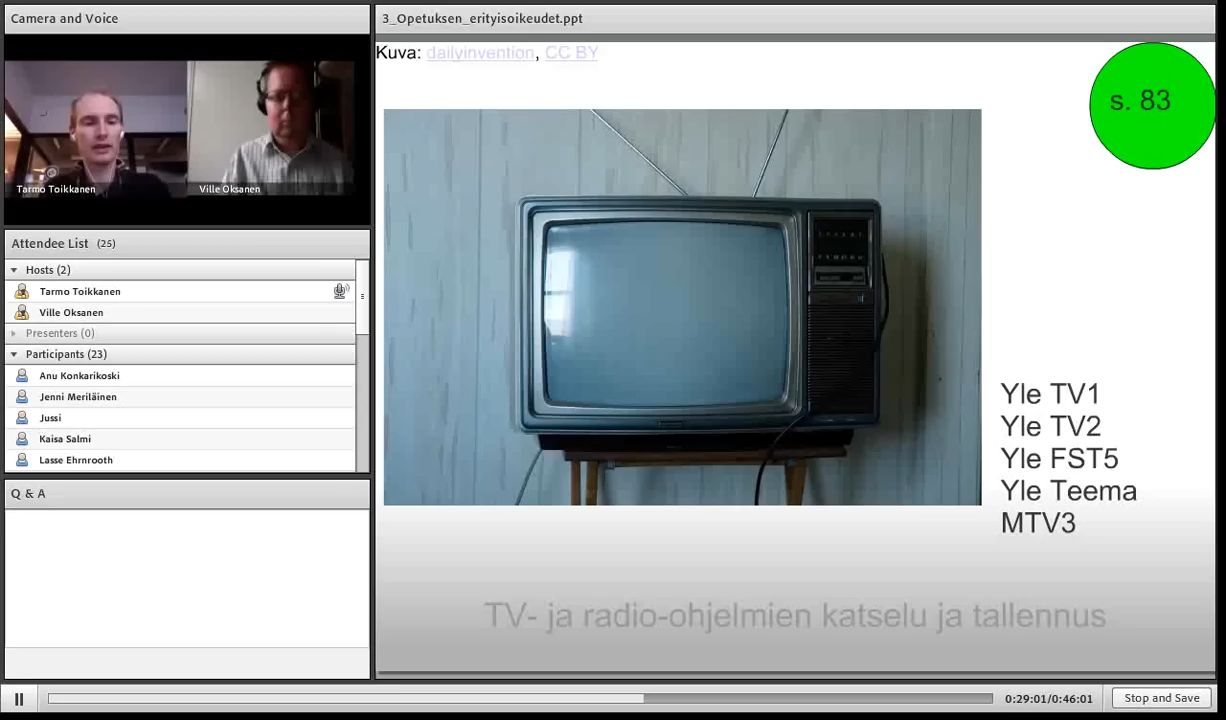 Camera and Voice
Tarmo Toikkanen
Ville Oksanen
Attendee List (25)
Hosts (2)
Tarmo Toikkanen
Ville Oksanen
Presenters (0)
Participants (23)
Anu Konkarikoski
Jenni Meriläinen
Jussi
Kaisa Salmi
Lasse Ehrnrooth
Q & A
3_Opetuksen_erityisoikeudet.ppt
Kuva: dailyinvention, CC BY
s. 83
Yle TV1
Yle TV2
Yle FST5
Yle Teema
MTV3
TV- ja radio-ohjelmien katselu ja tallennus
0:29:01/0:46:01
Stop and Save